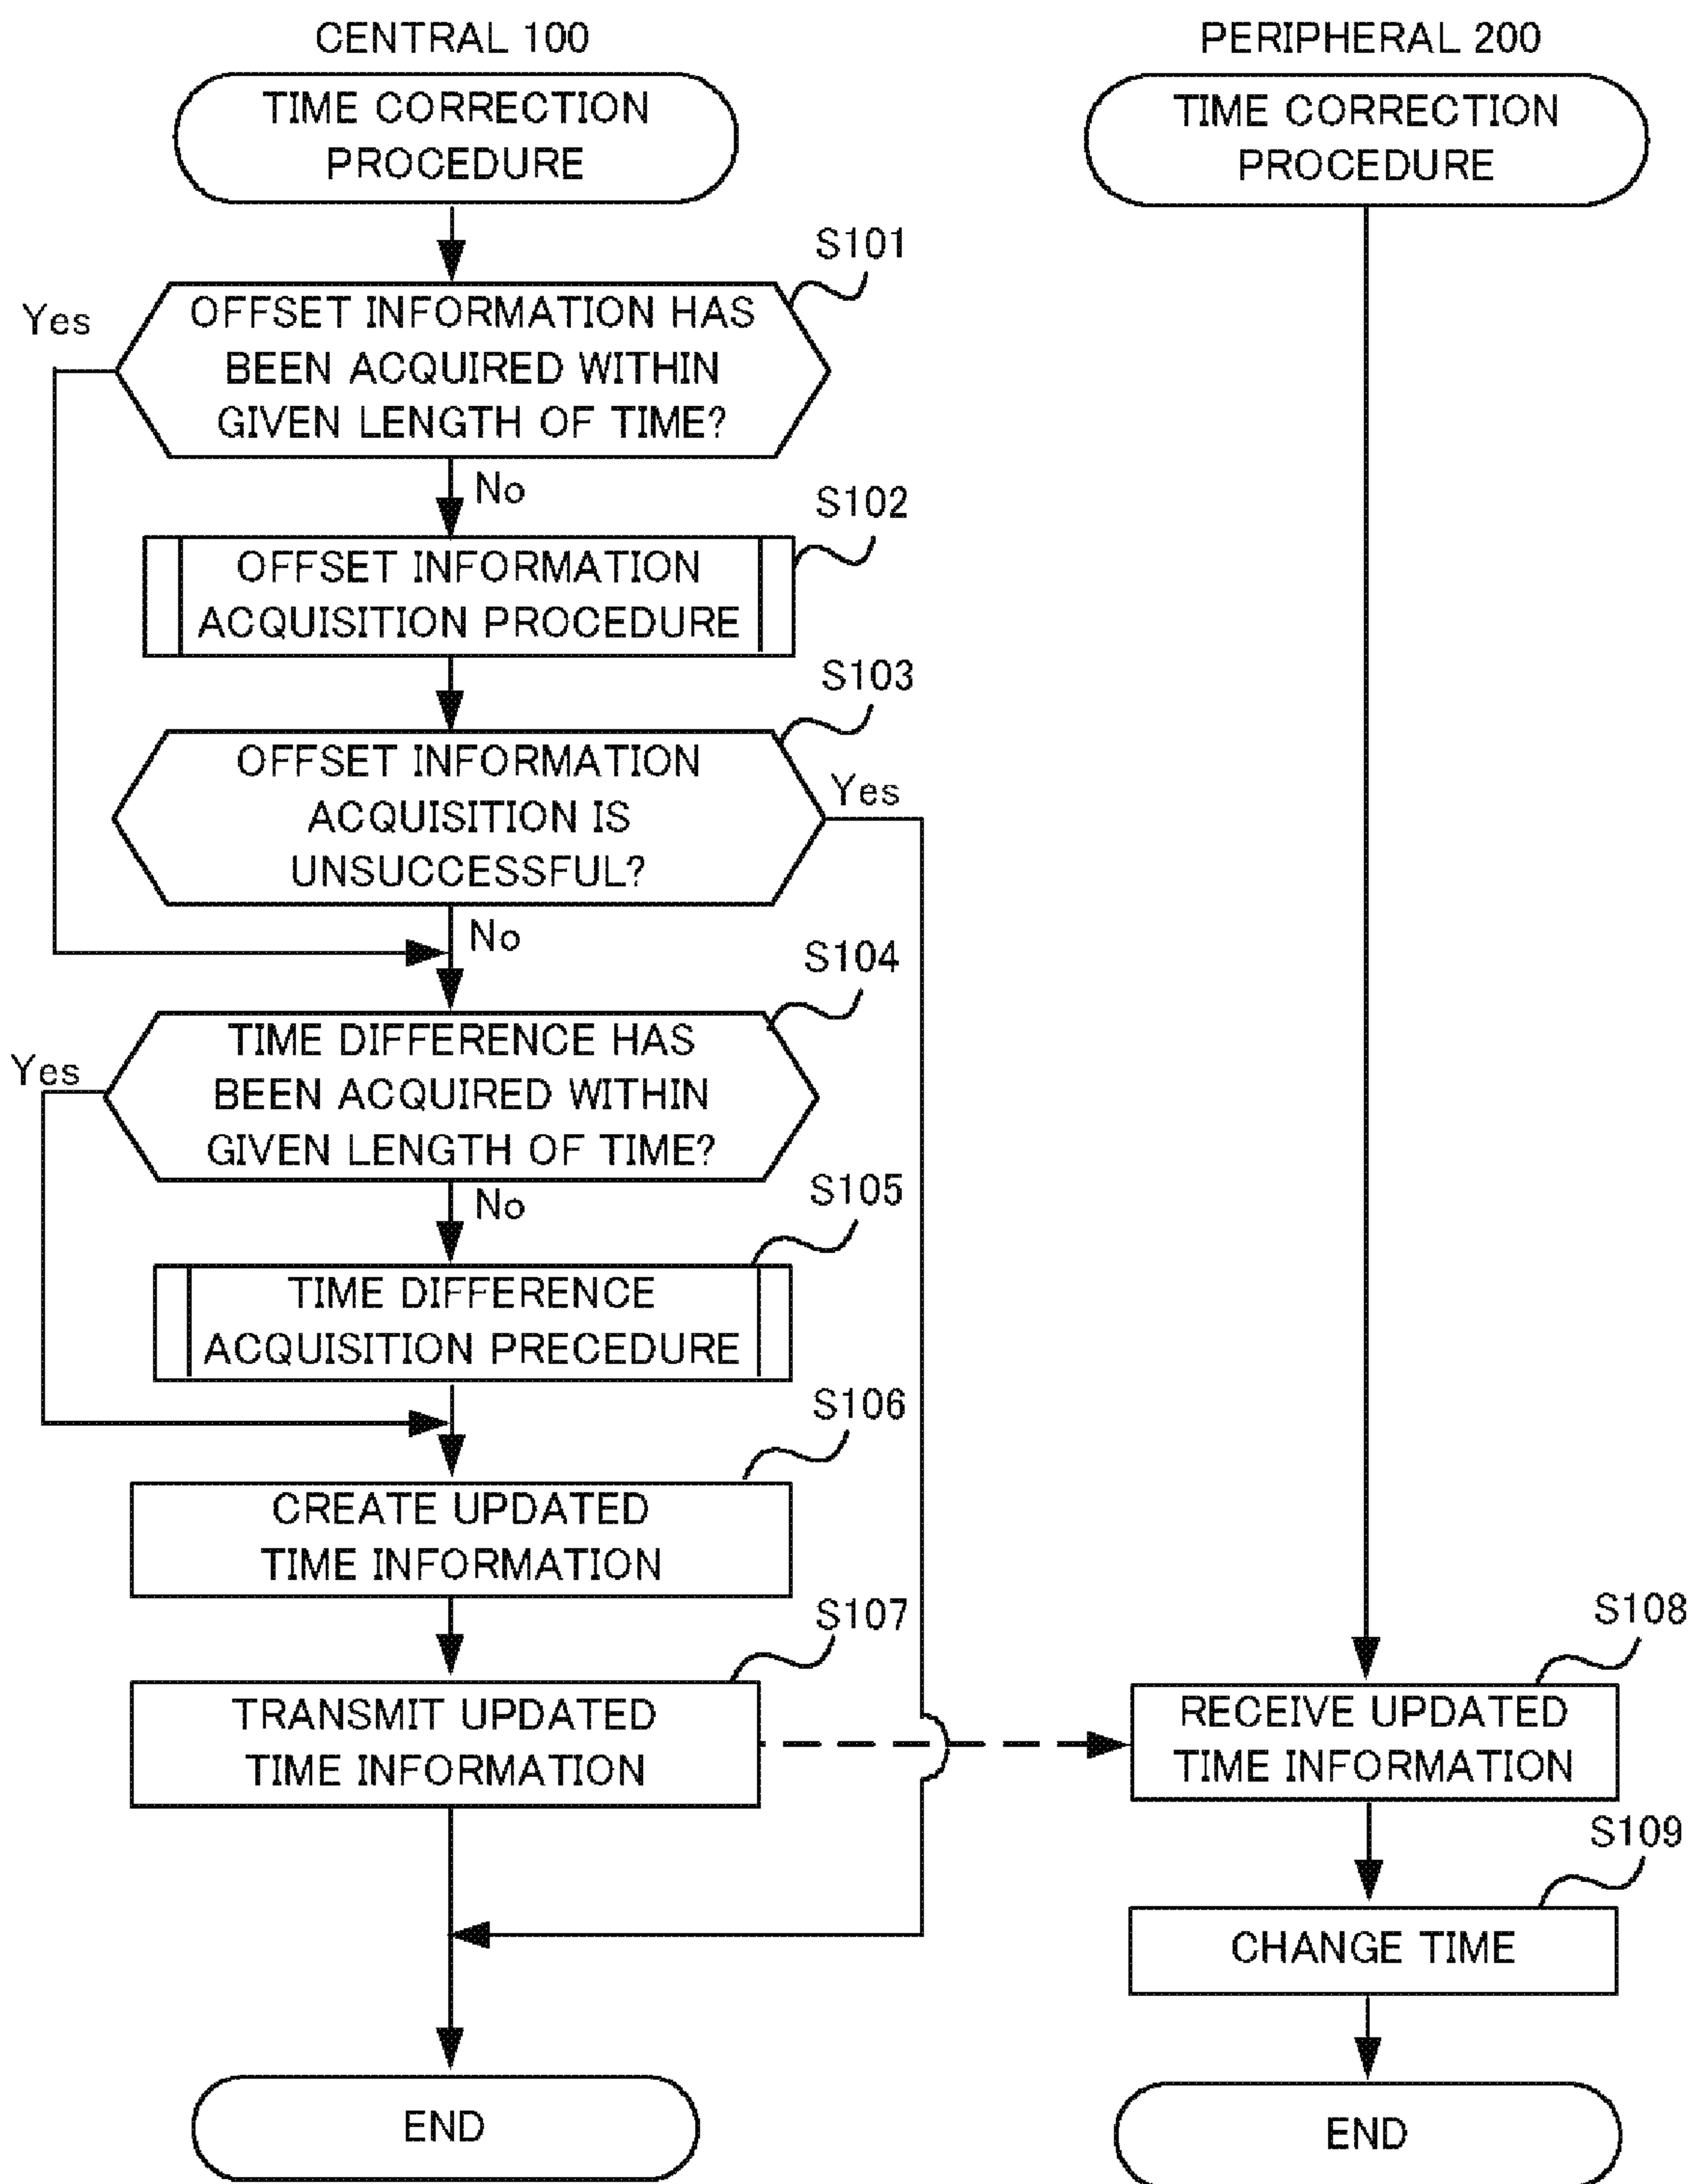 CENTRAL 100
TIME CORRECTION
PROCEDURE
S101
Yes
OFFSET INFORMATION HAS
BEEN ACQUIRED WITHIN
GIVEN LENGTH OF TIME?
No
S102
OFFSET INFORMATION
ACQUISITION PROCEDURE
S103
OFFSET INFORMATION
ACQUISITION IS
UNSUCCESSFUL?
Yes
No
S104
TIME DIFFERENCE HAS
BEEN ACQUIRED WITHIN
GIVEN LENGTH OF TIME?
Yes
No
S105
TIME DIFFERENCE
ACQUISITION PRECEDURE
S106
CREATE UPDATED
TIME INFORMATION
S107
TRANSMIT UPDATED
TIME INFORMATION
END
PERIPHERAL 200
TIME CORRECTION
PROCEDURE
S108
RECEIVE UPDATED
TIME INFORMATION
S109
CHANGE TIME
END